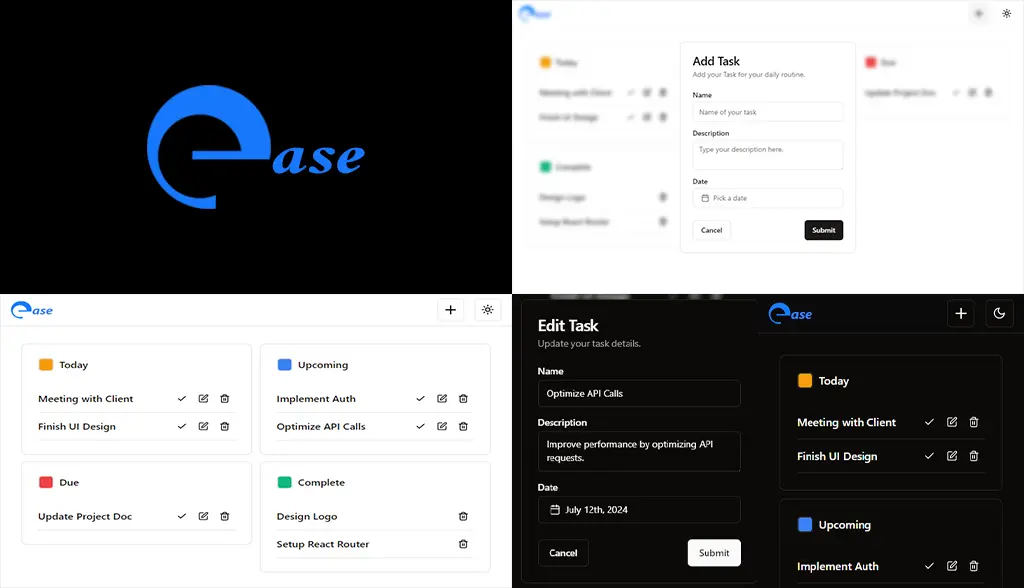 ease
ease
Today
Meeting with Client
Finish UI Design
Complete
Design Logo
Setup React Router
Add Task
Add your Task for your daily routine.
Name
Name of your task
Description
Type your description here.
Date
Pick a date
Cancel
Submit
Due
Update Project Doc
ease
Today
Meeting with Client
Finish UI Design
Upcoming
Implement Auth
Optimize API Calls
Due
Update Project Doc
Complete
Design Logo
Setup React Router
Edit Task
Update your task details.
Name
Optimize API Calls
Description
Improve performance by optimizing API
requests.
Date
July 12th, 2024
Cancel
Submit
ease
Today
Meeting with Client
Finish UI Design
Upcoming
Implement Auth